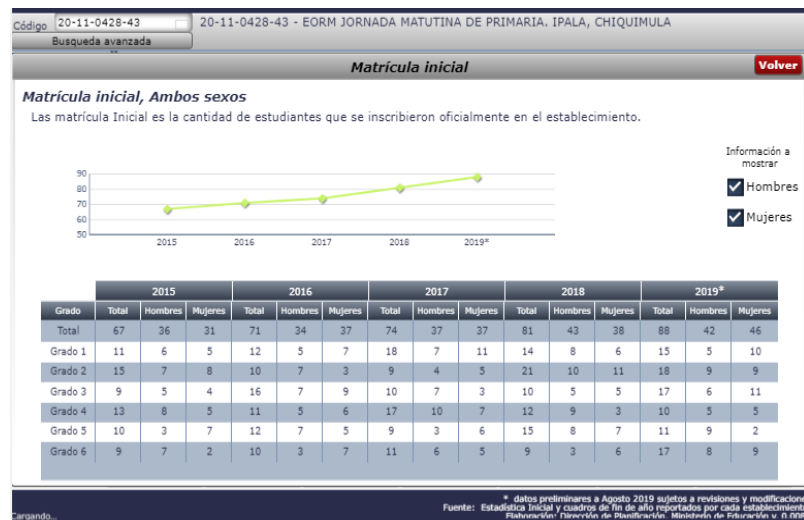 Código 20-11-0428-43 20-11-0428-43 - EORM JORNADA MATUTINA DE PRIMARIA. IPALA, CHIQUIMULA
Busqueda avanzada
Matrícula inicial Volver
Matrícula inicial, Ambos sexos
Las matrícula Inicial es la cantidad de estudiantes que se inscribieron oficialmente en el establecimiento.
Información a
mostrar
Hombres
Mujeres
90
80
70
60
50
2015 2016 2017 2018 2019*
2015 2016 2017 2018 2019*
Grado Total Hombres Mujeres Total Hombres Mujeres Total Hombres Mujeres Total Hombres Mujeres Total Hombres Mujeres
Total 67 36 31 71 34 37 74 37 37 81 43 38 88 42 46
Grado 1 11 6 5 12 5 7 18 7 11 14 8 6 15 5 10
Grado 2 15 7 8 10 7 3 9 4 5 21 10 11 18 9 9
Grado 3 9 5 4 16 7 9 10 7 3 10 5 5 17 6 11
Grado 4 13 8 5 11 5 6 17 10 7 12 9 3 10 5 5
Grado 5 10 3 7 12 7 5 9 3 6 15 8 7 11 9 2
Grado 6 9 7 2 10 3 7 11 6 5 9 3 6 17 8 9
* datos preliminares a Agosto 2019 sujetos a revisiones y modificacione
Fuente: Estadística Inicial y cuadros de fin de año reportados por cada establecimient
Cargando... Elaboración: Dirección de Planificación. Ministerio de Educación v. 0.008